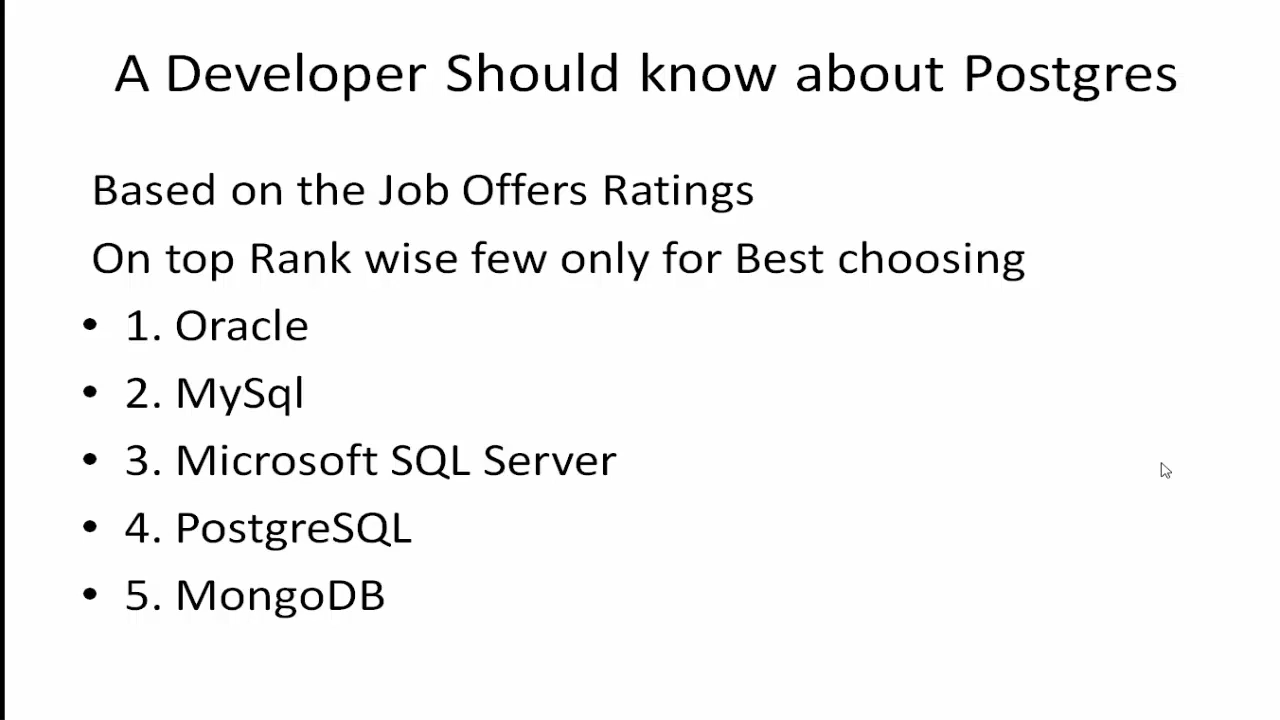 A Developer Should know about Postgres
Based on the Job Offers Ratings
On top Rank wise few only for Best choosing
• 1. Oracle
• 2. MySql
• 3. Microsoft SQL Server
• 4. PostgreSQL
• 5. MongoDB